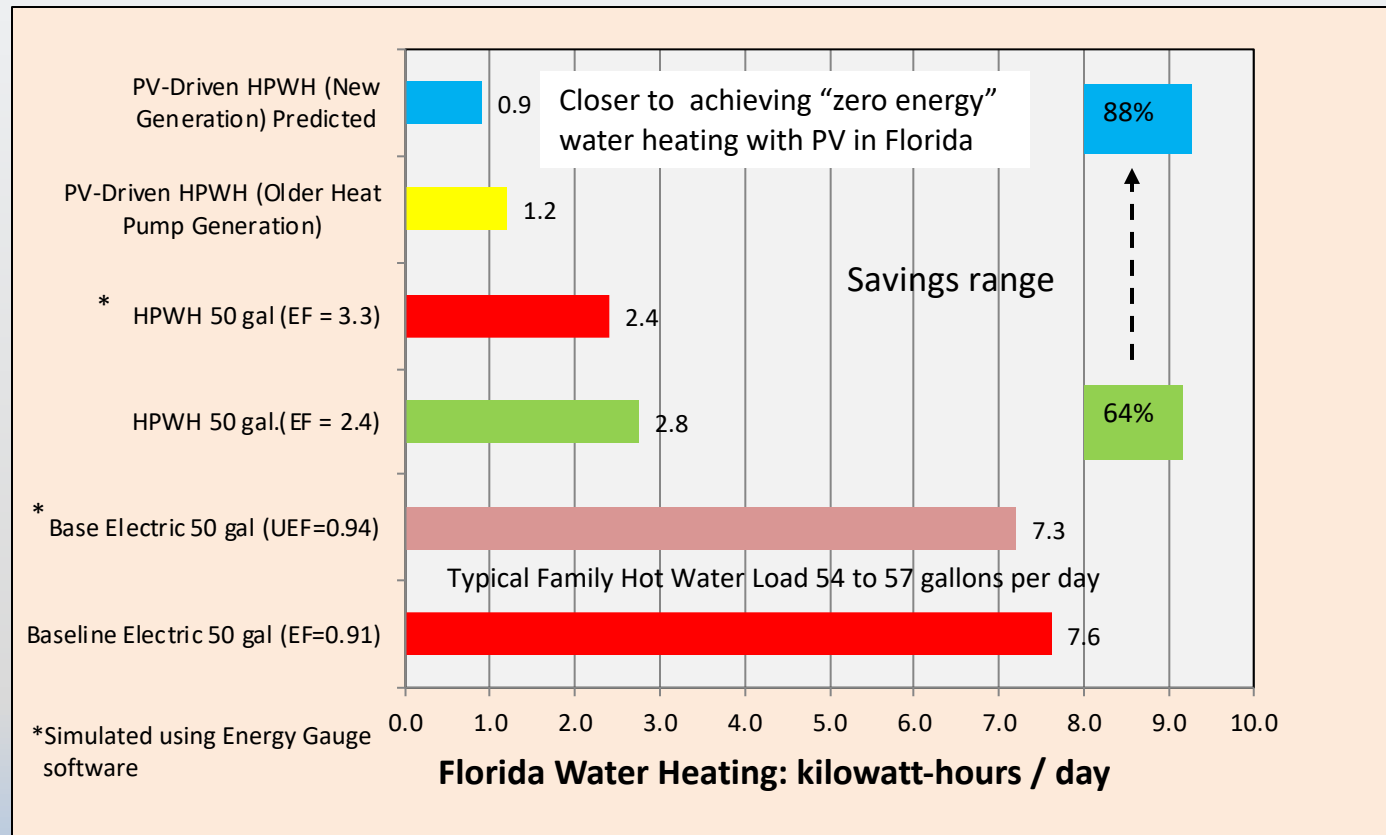 PV-Driven HPWH (New
Generation) Predicted
0.9
Closer to achieving “zero energy”
water heating with PV in Florida
88%
PV-Driven HPWH (Older Heat
Pump Generation)
1.2
Savings range
* HPWH 50 gal (EF = 3.3)
2.4
HPWH 50 gal.(EF = 2.4)
2.8
64%
* Base Electric 50 gal (UEF=0.94)
7.3
Typical Family Hot Water Load 54 to 57 gallons per day
Baseline Electric 50 gal (EF=0.91)
7.6
0.0 1.0 2.0 3.0 4.0 5.0 6.0 7.0 8.0 9.0 10.0
*Simulated using Energy Gauge
software
Florida Water Heating: kilowatt-hours / day